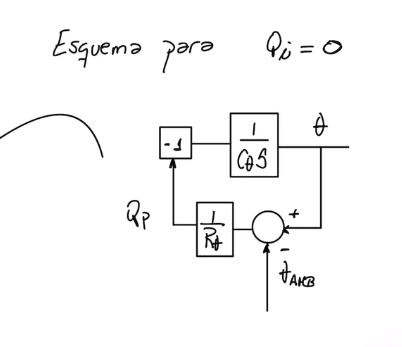 Esquema para Qi = 0
θ
-1
1
CθS
+
Qp
1
Rt
-
θAMB